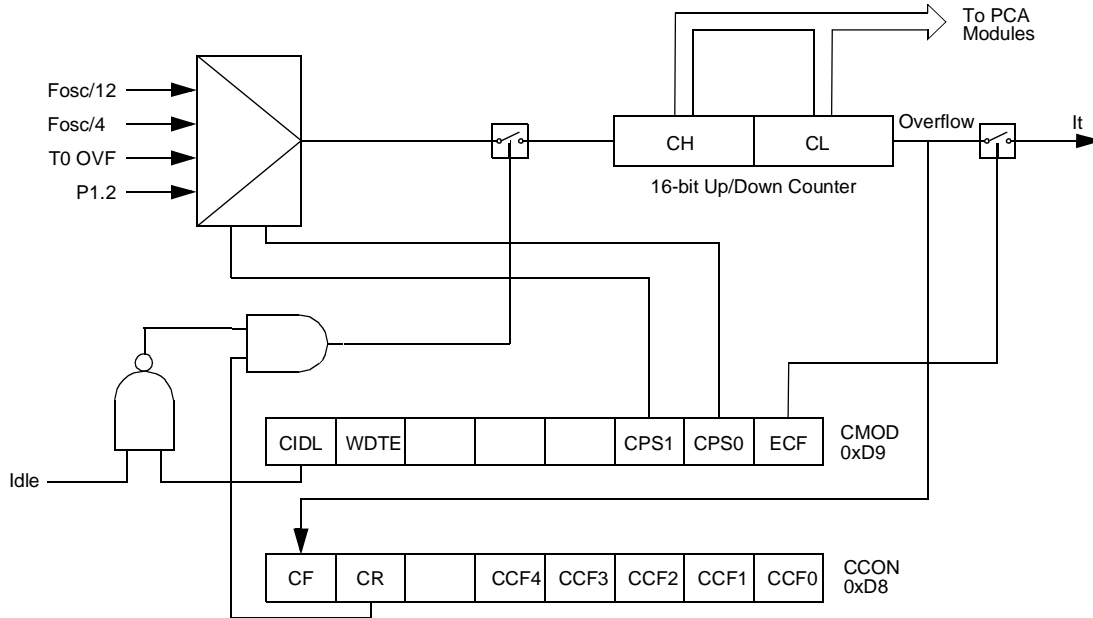 To PCA
Modules
Fosc/12
Fosc/4
T0 OVF
P1.2
CH
CL
Overflow
It
16-bit Up/Down Counter
CIDL WDTE CPS1 CPS0 ECF
CMOD
0xD9
Idle
CF CR CCF4 CCF3 CCF2 CCF1 CCF0
CCON
0xD8